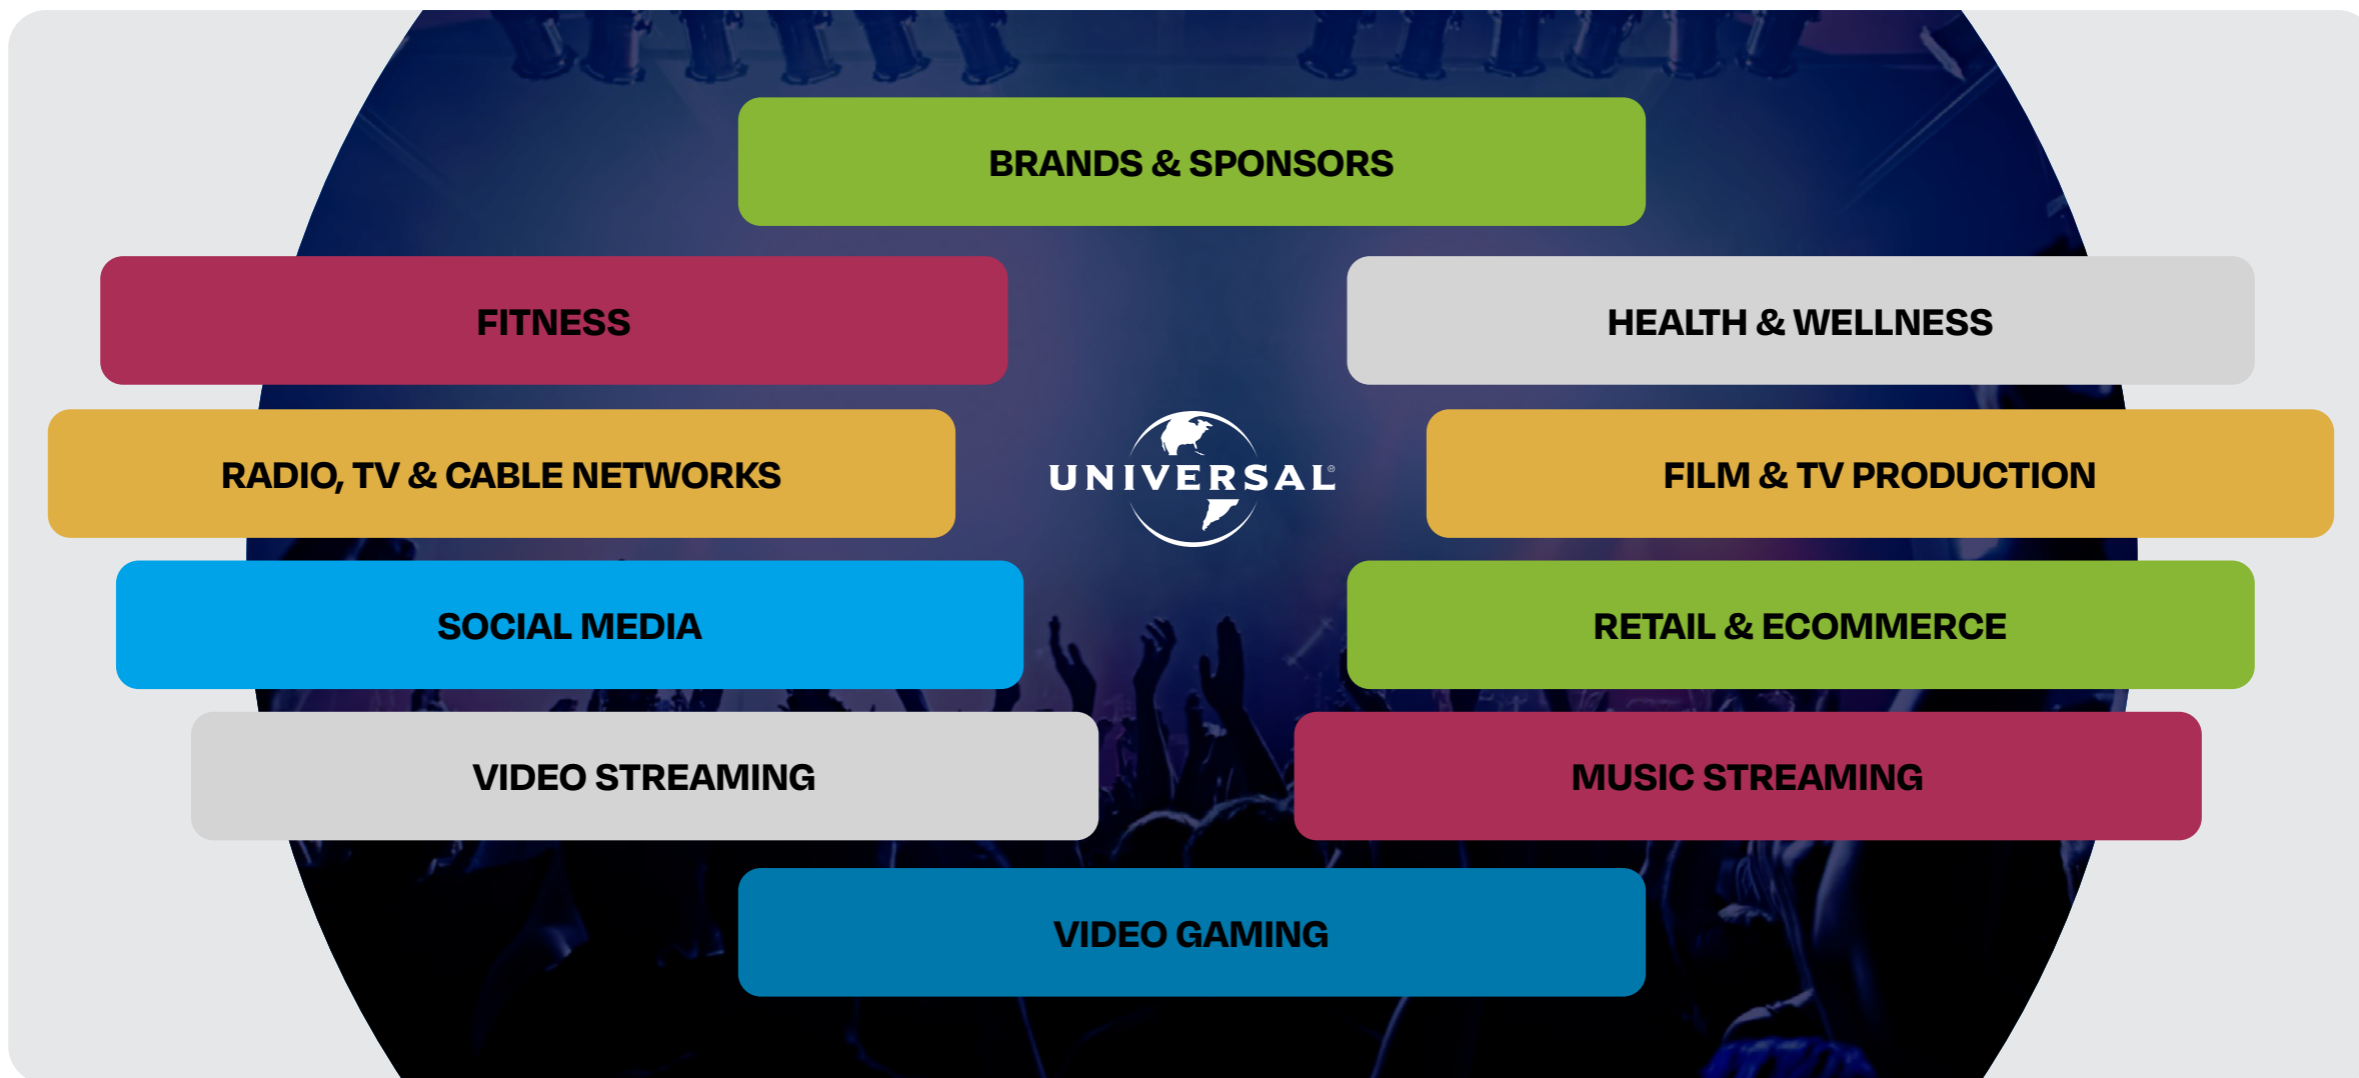 BRANDS & SPONSORS
FITNESS
HEALTH & WELLNESS
RADIO, TV & CABLE NETWORKS
UNIVERSAL®
FILM & TV PRODUCTION
SOCIAL MEDIA
RETAIL & ECOMMERCE
VIDEO STREAMING
MUSIC STREAMING
VIDEO GAMING